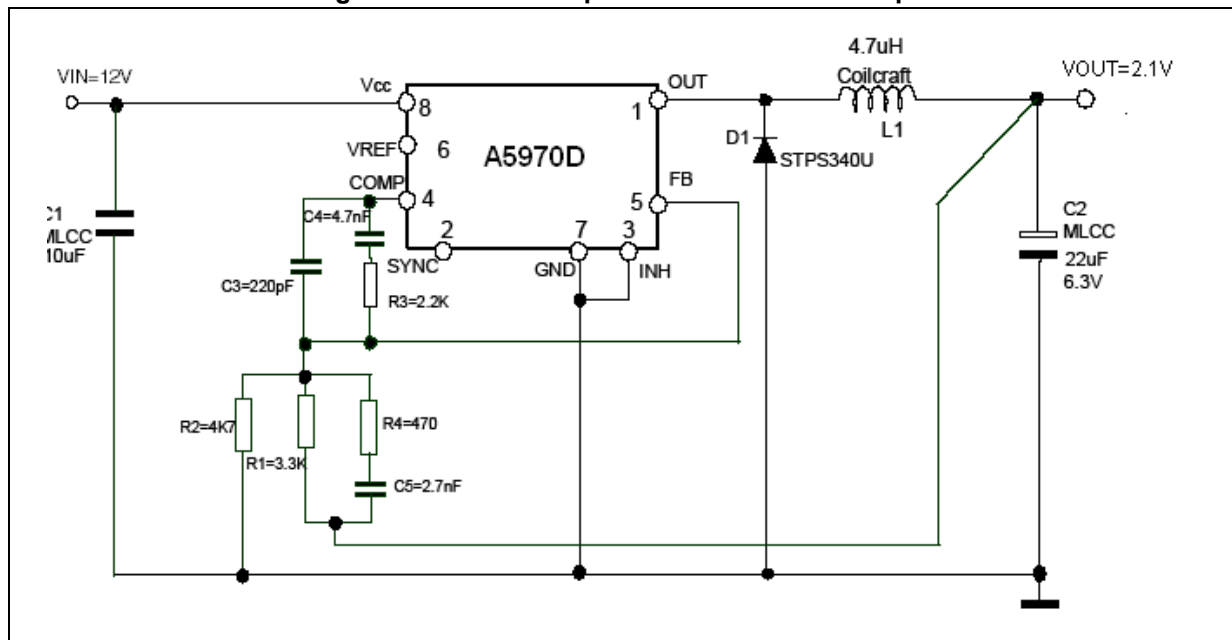 VIN=12V
Vcc
8
VREF
6
COMP
4
A5970D
OUT
1
4.7uH
Coilcraft
L1
VOUT=2.1V
D1
STPS340U
FB
5
C4=4.7nF
2
SYNC
7
GND
3
INH
C3=220pF
R3=2.2K
10uF
C2
MLCC
22uF
6.3V
R2=4K7
R1=3.3K
R4=470
C5=2.7nF